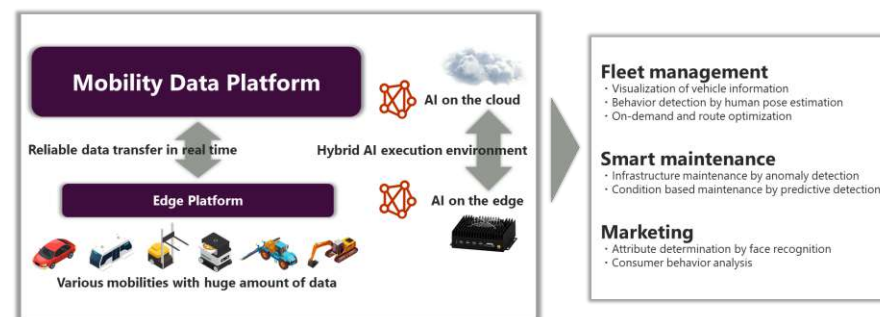 Mobility Data Platform
AI on the cloud
Reliable data transfer in real time
Hybrid AI execution environment
Edge Platform
AI on the edge
Various mobilities with huge amount of data
Fleet management
・Visualization of vehicle information
・Behavior detection by human pose estimation
・On-demand and route optimization
Smart maintenance
・Infrastructure maintenance by anomaly detection
・Condition based maintenance by predictive detection
Marketing
・Attribute determination by face recognition
・Consumer behavior analysis